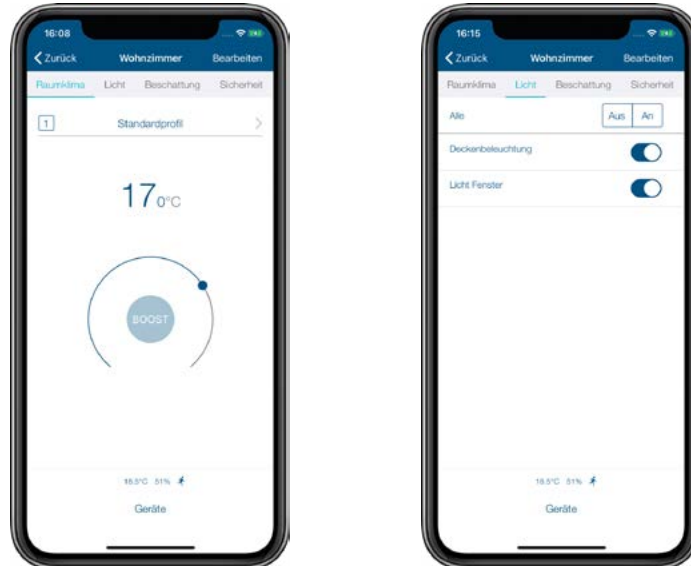 16:08
Zurück Wohnzimmer Bearbeiten
Raumklima Licht Beschattung Sicherheit
1 Standardprofil
17 0°C
BOOST
18.5°C 51%
Geräte
16:15
Zurück Wohnzimmer Bearbeiten
Raumklima Licht Beschattung Sicherheit
Alle Aus An
Deckenbeleuchtung
Licht Fenster
18.5°C 51%
Geräte